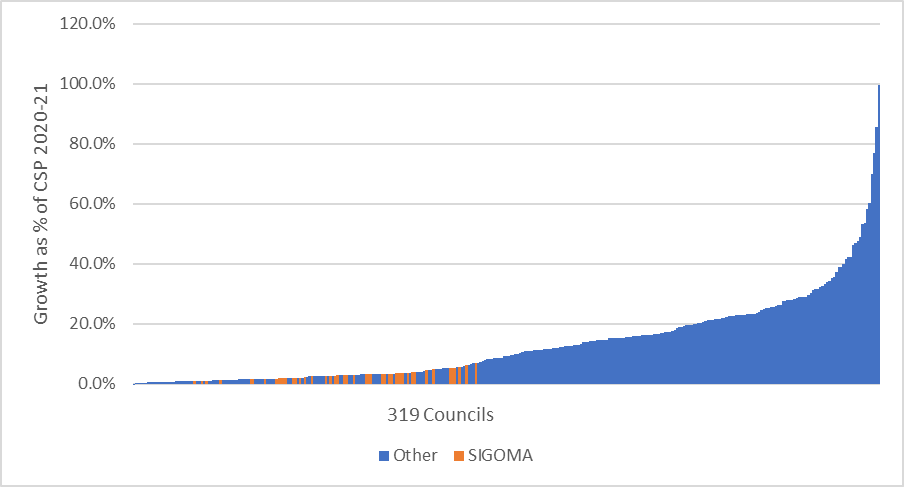 120.0%
100.0%
80.0%
60.0%
40.0%
20.0%
0.0%
Growth as % of CSP 2020-21
319 Councils
Other SIGOMA